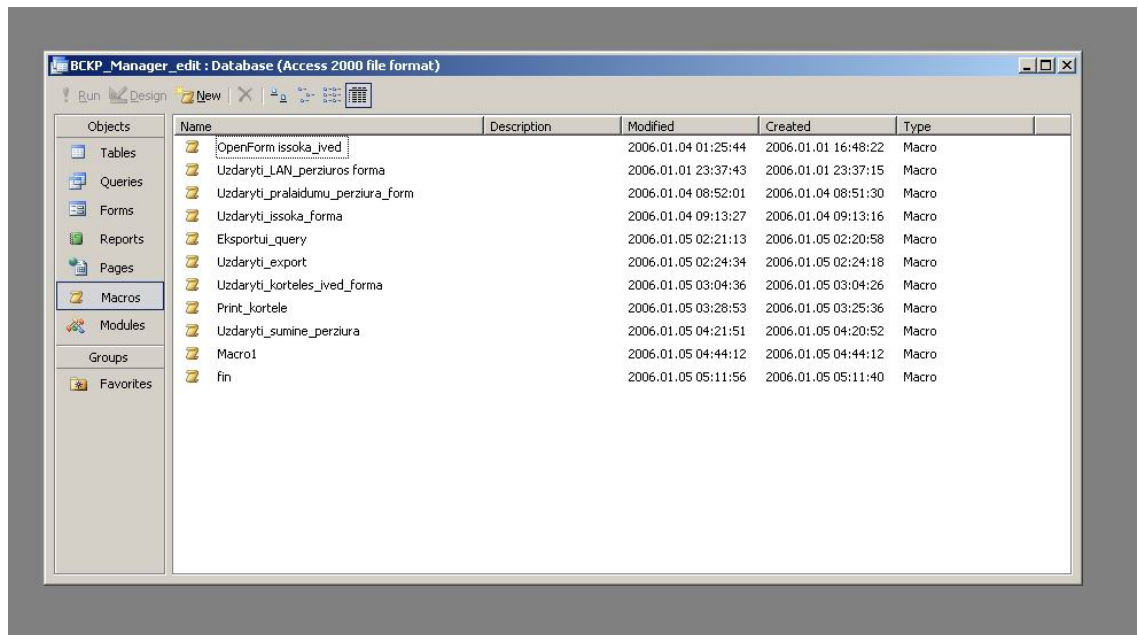 BCKP_Manager_edit : Database (Access 2000 file format)
Run Design New
Objects
Tables
Queries
Forms
Reports
Pages
Macros
Modules
Groups
Favorites
Name Description Modified Created Type
OpenForm issoka_ived 2006.01.04 01:25:44 2006.01.01 16:48:22 Macro
Uzdaryti_LAN_perziuros forma 2006.01.01 23:37:43 2006.01.01 23:37:15 Macro
Uzdaryti_pralaidumu_perziura_form 2006.01.04 08:52:01 2006.01.04 08:51:30 Macro
Uzdaryti_issoka_forma 2006.01.04 09:13:27 2006.01.04 09:13:16 Macro
Eksportui_query 2006.01.05 02:21:13 2006.01.05 02:20:58 Macro
Uzdaryti_export 2006.01.05 02:24:34 2006.01.05 02:24:18 Macro
Uzdaryti_korteles_ived_forma 2006.01.05 03:04:36 2006.01.05 03:04:26 Macro
Print_kortele 2006.01.05 03:28:53 2006.01.05 03:25:36 Macro
Uzdaryti_sumine_perziura 2006.01.05 04:21:51 2006.01.05 04:20:52 Macro
Macro1 2006.01.05 04:44:12 2006.01.05 04:44:12 Macro
fin 2006.01.05 05:11:56 2006.01.05 05:11:40 Macro